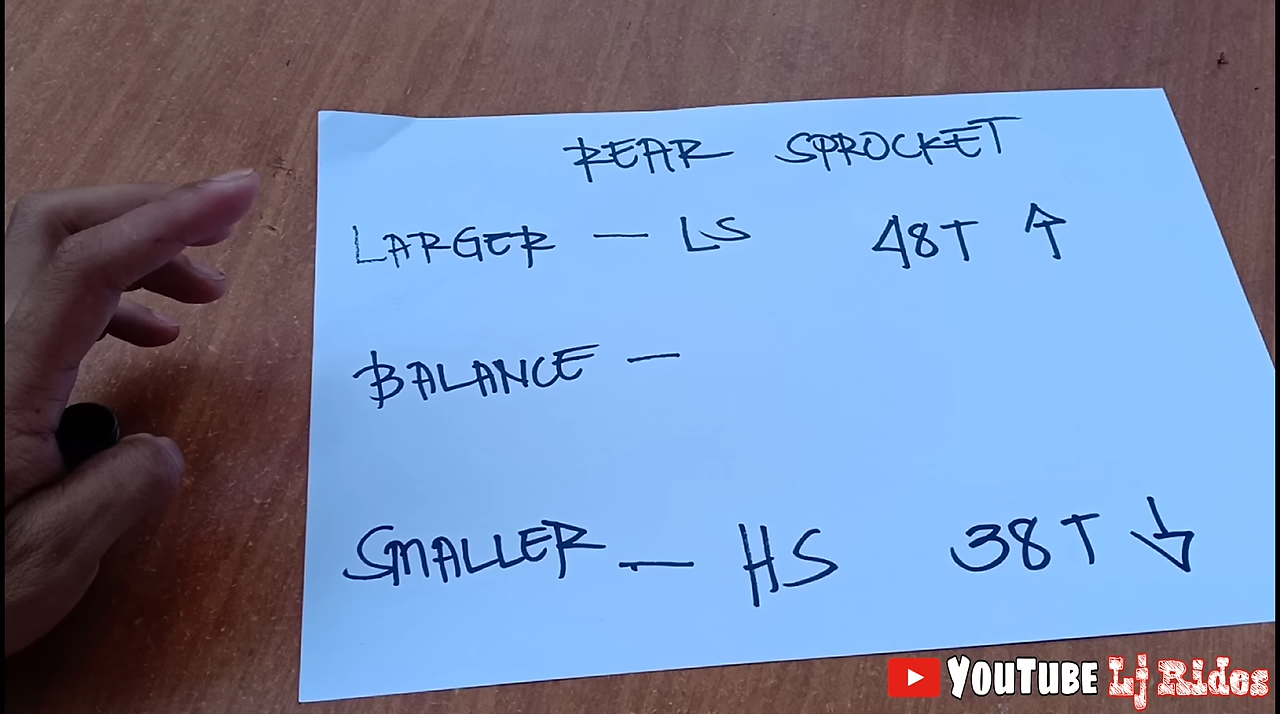 REAR SPROCKET
LARGER — LS 48T ↑
BALANCE —
SMALLER — HS 38T ↓
YOUTUBE Lj Rides